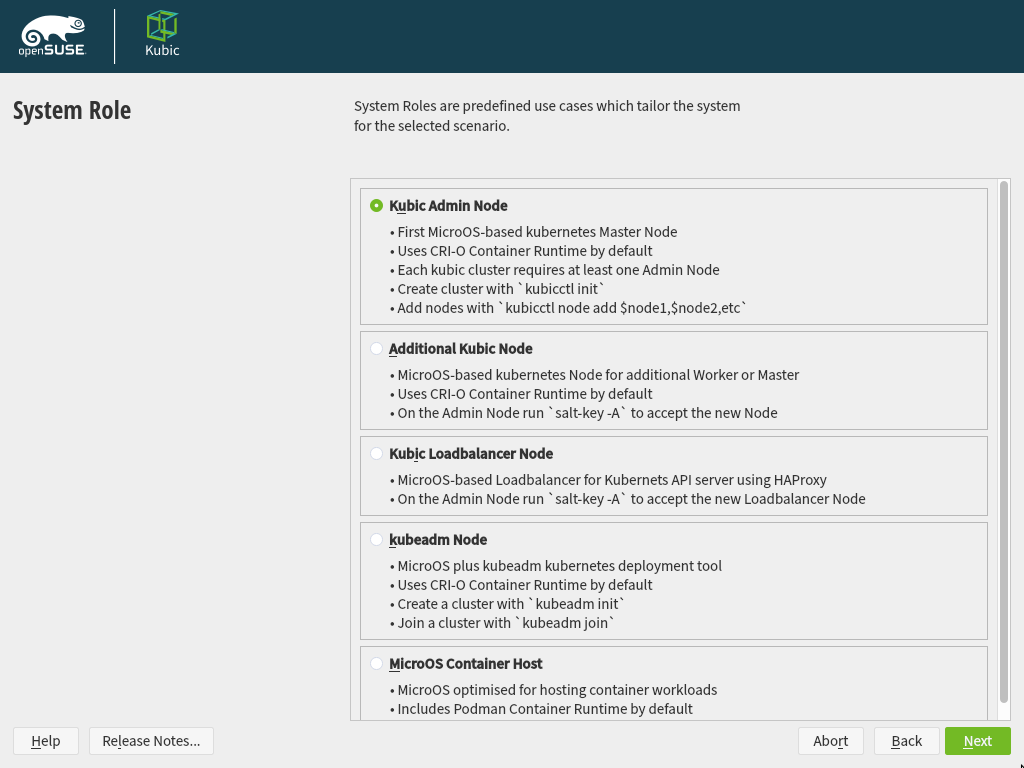 openSUSE
Kubic
System Role
System Roles are predefined use cases which tailor the system
for the selected scenario.
Kubic Admin Node
• First MicroOS-based kubernetes Master Node
• Uses CRI-O Container Runtime by default
• Each kubic cluster requires at least one Admin Node
• Create cluster with `kubicctl init`
• Add nodes with `kubicctl node add $node1,$node2,etc`
Additional Kubic Node
• MicroOS-based kubernetes Node for additional Worker or Master
• Uses CRI-O Container Runtime by default
• On the Admin Node run `salt-key -A` to accept the new Node
Kubic Loadbalancer Node
• MicroOS-based Loadbalancer for Kubernets API server using HAProxy
• On the Admin Node run `salt-key -A` to accept the new Loadbalancer Node
kubeadm Node
• MicroOS plus kubeadm kubernetes deployment tool
• Uses CRI-O Container Runtime by default
• Create a cluster with `kubeadm init`
• Join a cluster with `kubeadm join`
MicroOS Container Host
• MicroOS optimised for hosting container workloads
• Includes Podman Container Runtime by default
Help
Release Notes...
Abort
Back
Next